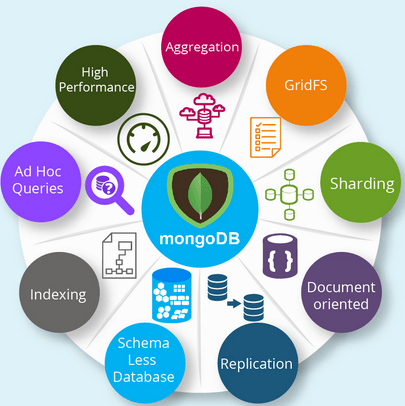 Aggregation
GridFS
Sharding
Document
oriented
Replication
Schema
Less
Database
Indexing
Ad Hoc
Queries
High
Performance
?
{ }
mongoDB